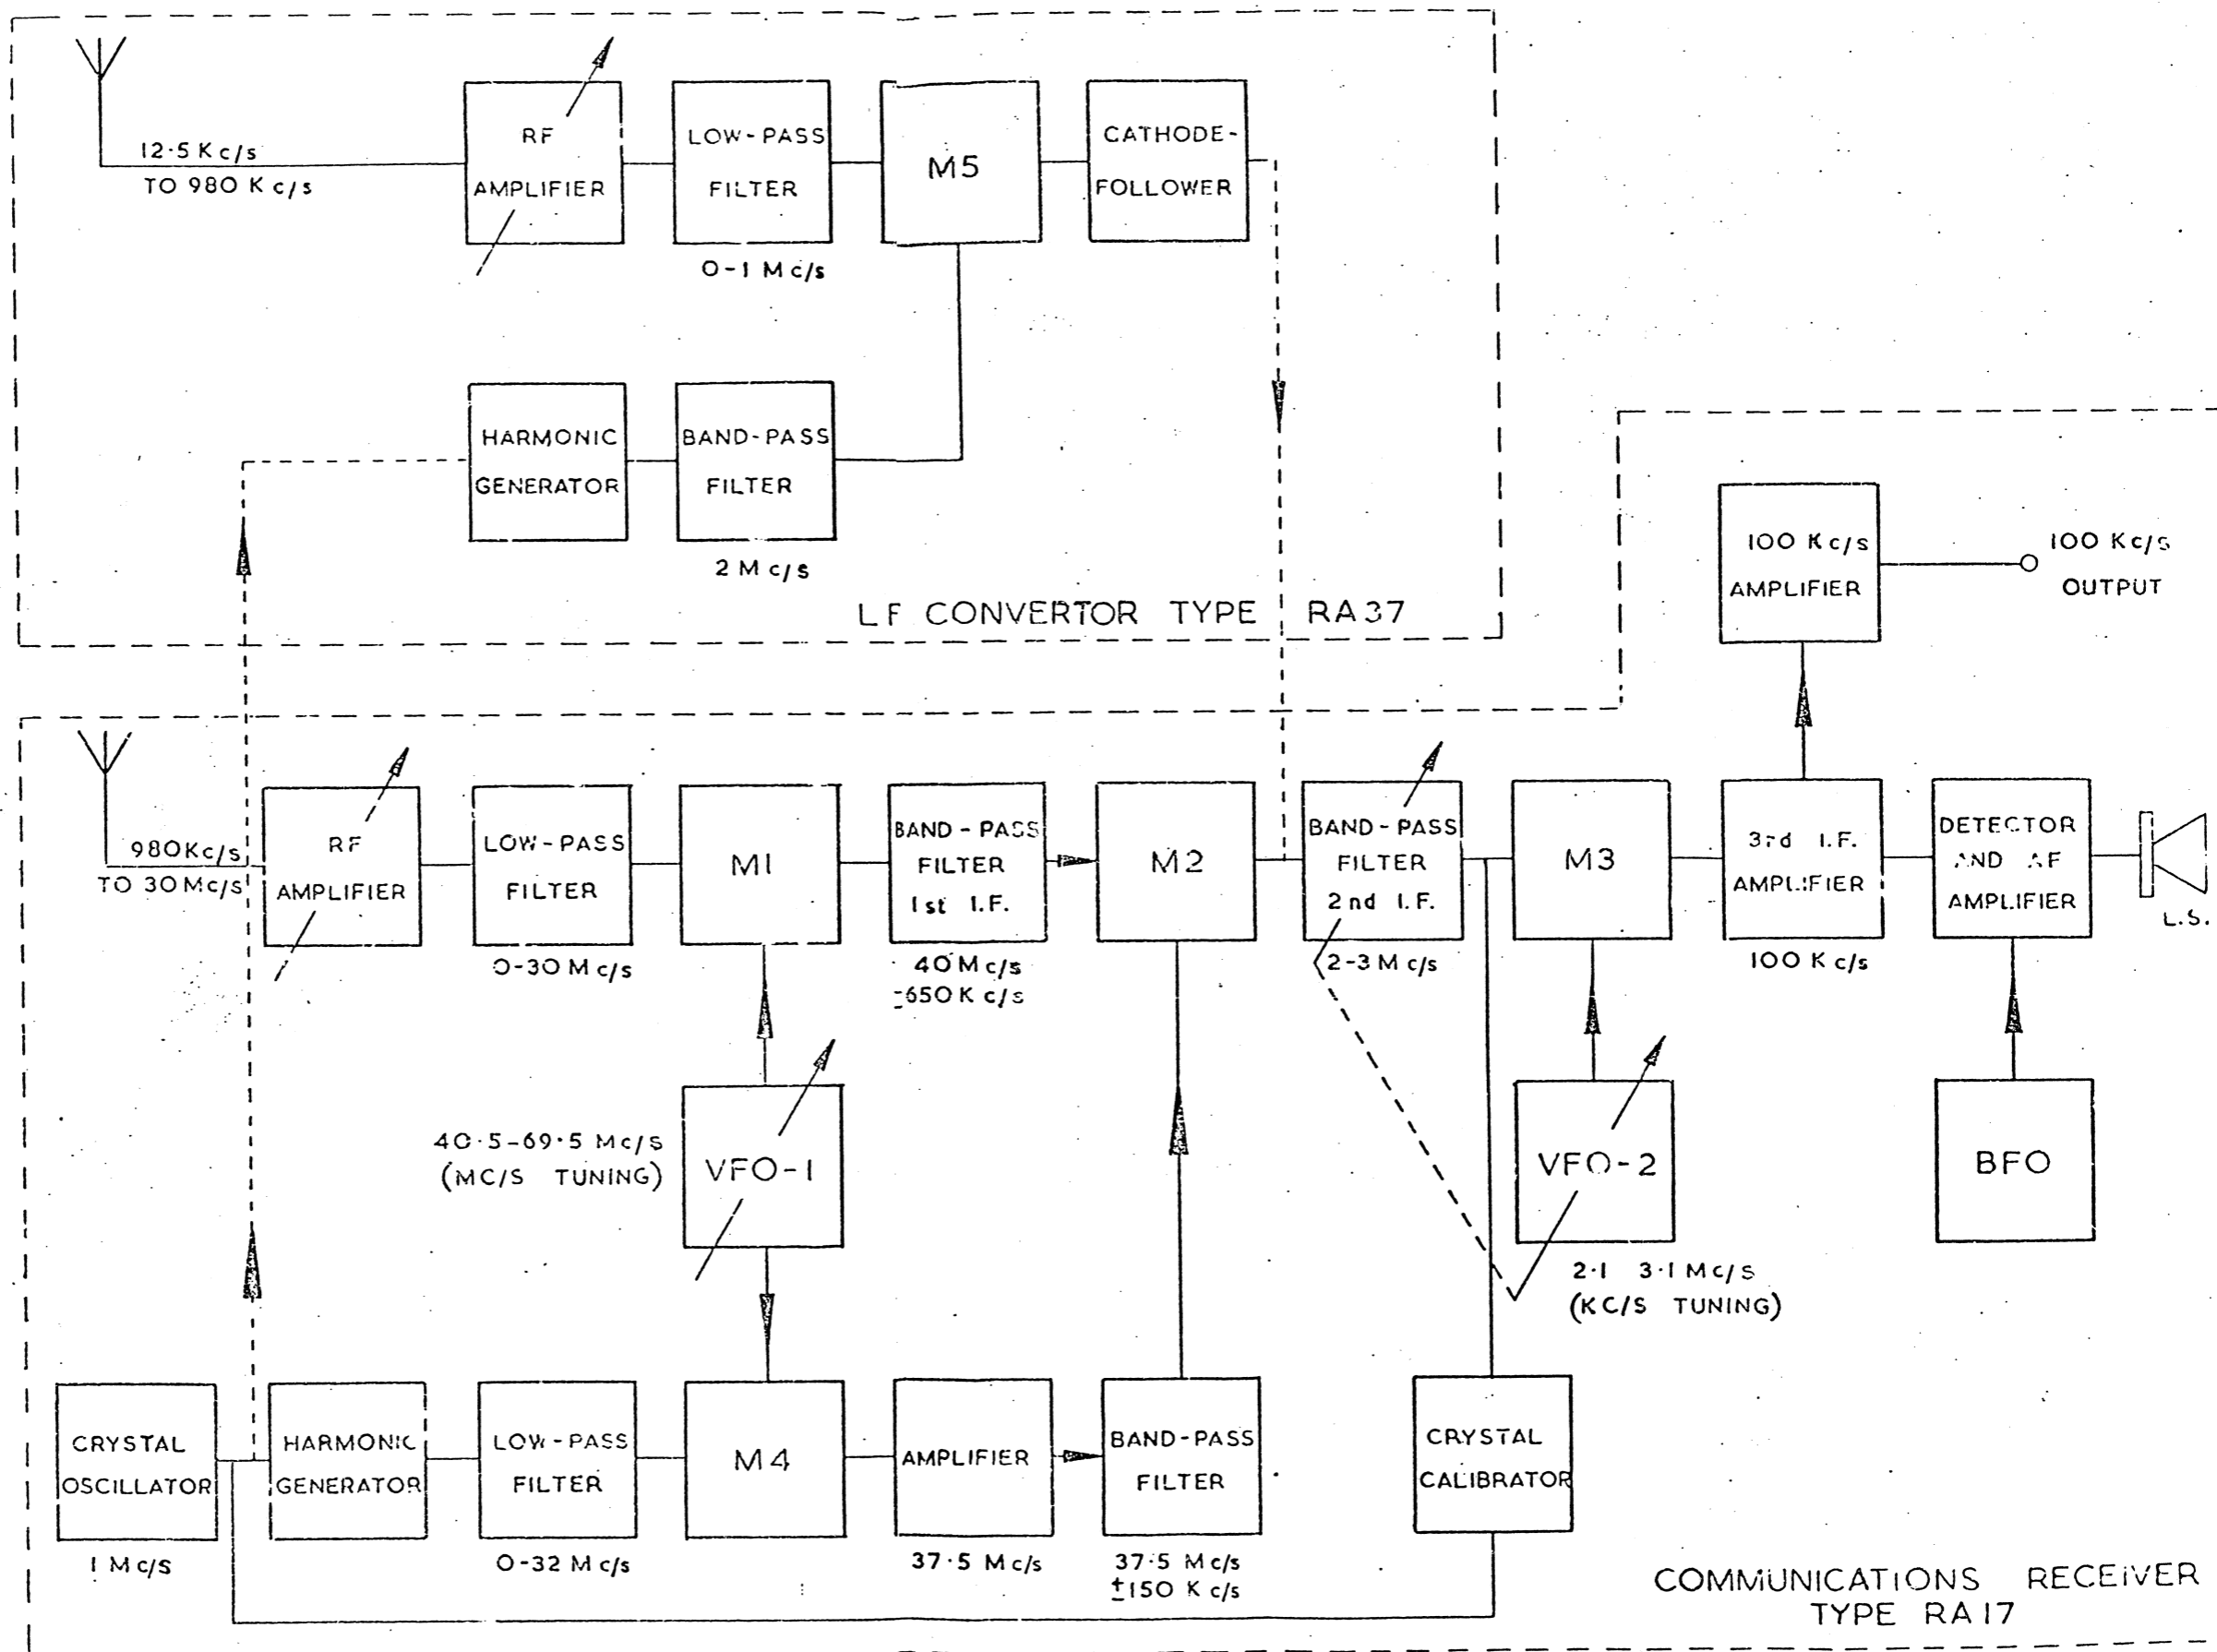 12·5 Kc/s
TO 980 Kc/s
RF
AMPLIFIER
LOW-PASS
FILTER
0-1 Mc/s
M5
CATHODE-
FOLLOWER
HARMONIC
GENERATOR
BAND-PASS
FILTER
2 Mc/s
LF CONVERTOR TYPE RA37
100 Kc/s
AMPLIFIER
100 Kc/s
OUTPUT
980Kc/s
TO 30Mc/s
RF
AMPLIFIER
LOW-PASS
FILTER
0-30 Mc/s
M1
BAND-PASS
FILTER
1st I.F.
40Mc/s
±650K c/s
M2
BAND-PASS
FILTER
2nd I.F.
2-3 Mc/s
M3
3rd I.F.
AMPLIFIER
100 Kc/s
DETECTOR
AND AF
AMPLIFIER
L.S.
40·5-69·5 Mc/s
(MC/S TUNING)
VFO-1
VFO-2
2·1 3·1 Mc/s
(KC/S TUNING)
BFO
CRYSTAL
OSCILLATOR
1 Mc/s
HARMONIC
GENERATOR
LOW-PASS
FILTER
0-32 Mc/s
M4
AMPLIFIER
37·5 Mc/s
BAND-PASS
FILTER
37·5 Mc/s
±150 Kc/s
CRYSTAL
CALIBRATOR
COMMUNICATIONS RECEIVER
TYPE RA17